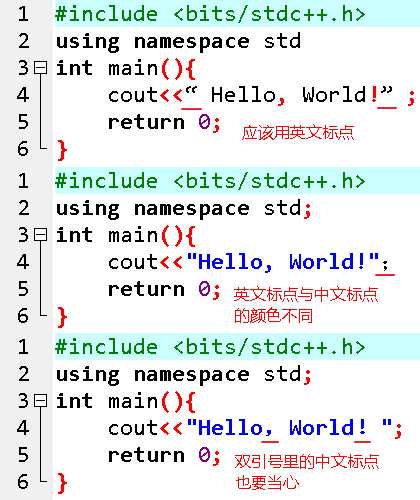 1 #include <bits/stdc++.h>
2 using namespace std
3 int main(){
4 cout<<“ Hello, World!” ;
5 return 0; 应该用英文标点
6 }
1 #include <bits/stdc++.h>
2 using namespace std;
3 int main(){
4 cout<<"Hello, World!"；
5 return 0; 英文标点与中文标点
的颜色不同
6 }
1 #include <bits/stdc++.h>
2 using namespace std;
3 int main(){
4 cout<<"Hello，World！";
5 return 0; 双引号里的中文标点
也要当心
6 }